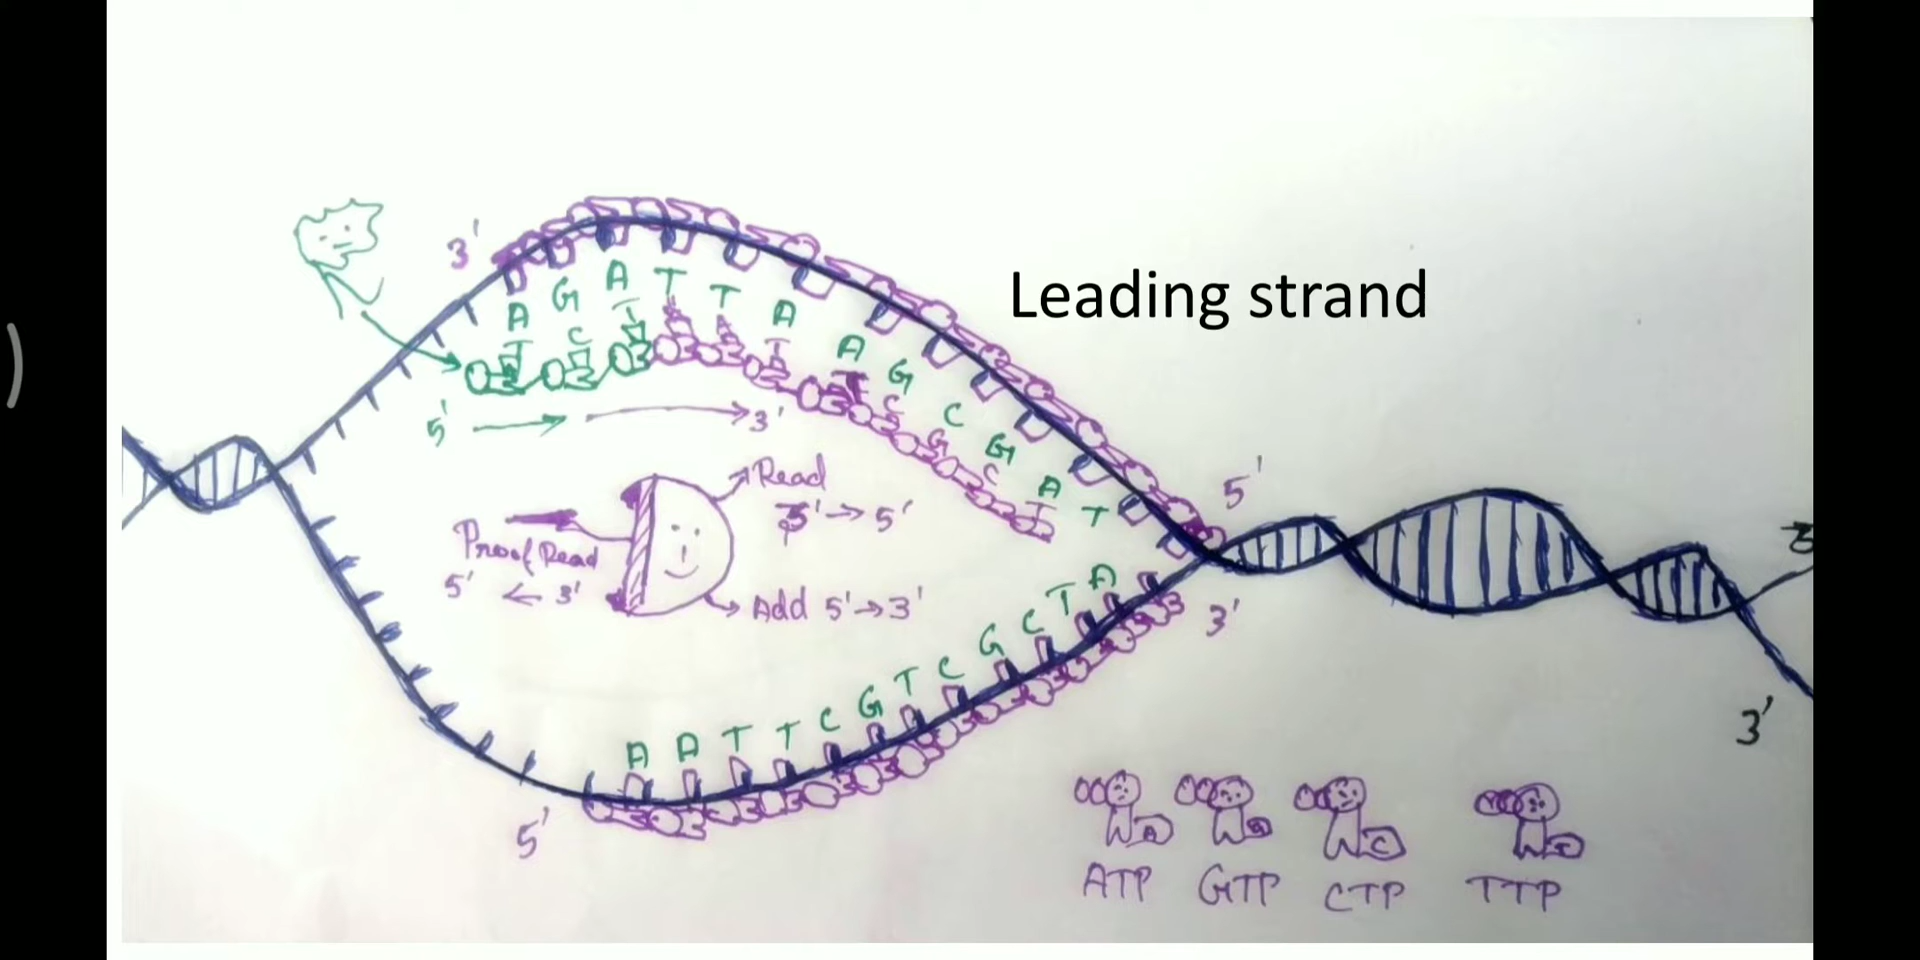 Leading strand
3'
A G A T T A A G C G A T
T C T
T C G C T
5'
3'
5'
Read
3' → 5'
Proof Read
5' ← 3'
Add 5' → 3'
3'
A A T T C G T C G C T A
5'
3
3'
ATP GTP CTP TTP